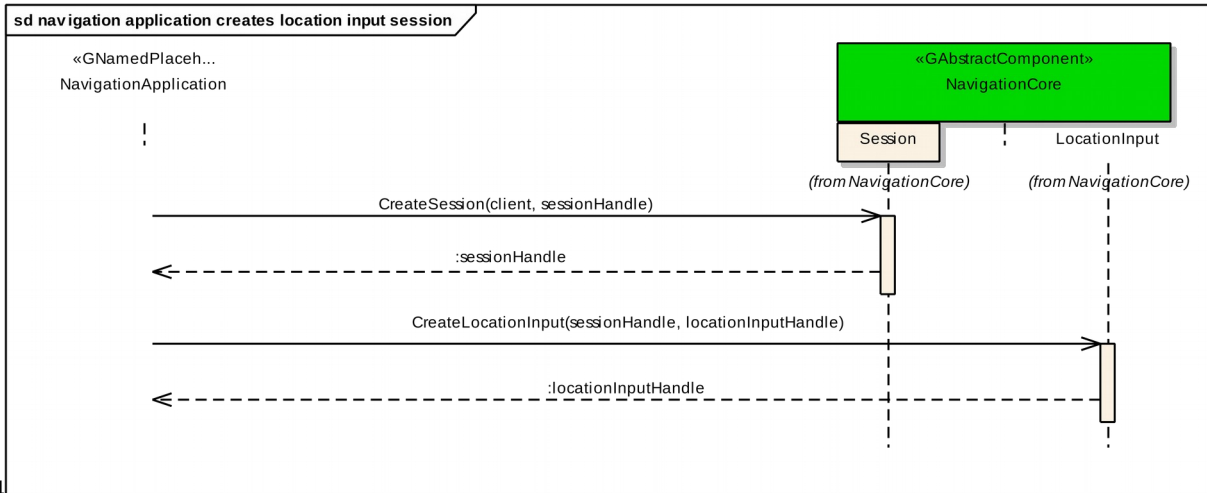 sd navigation application creates location input session
«GNamedPlaceh...
NavigationApplication
«GAbstractComponent»
NavigationCore
Session
LocationInput
(from NavigationCore)
(from NavigationCore)
CreateSession(client, sessionHandle)
:sessionHandle
CreateLocationInput(sessionHandle, locationInputHandle)
:locationInputHandle